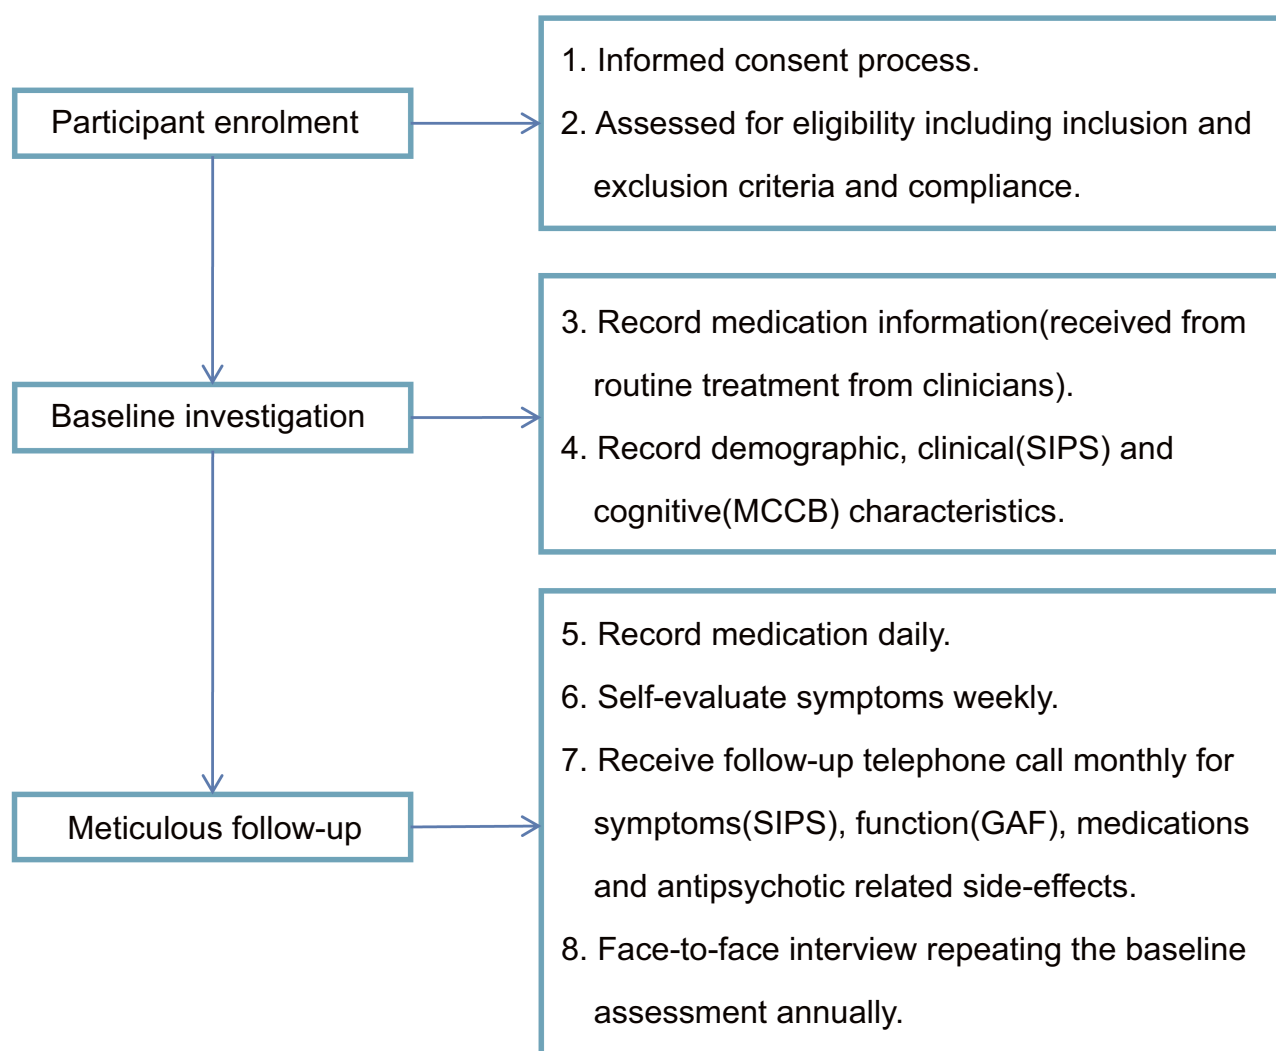 Participant enrolment
1. Informed consent process.
2. Assessed for eligibility including inclusion and
exclusion criteria and compliance.
Baseline investigation
3. Record medication information(received from
routine treatment from clinicians).
4. Record demographic, clinical(SIPS) and
cognitive(MCCB) characteristics.
Meticulous follow-up
5. Record medication daily.
6. Self-evaluate symptoms weekly.
7. Receive follow-up telephone call monthly for
symptoms(SIPS), function(GAF), medications
and antipsychotic related side-effects.
8. Face-to-face interview repeating the baseline
assessment annually.